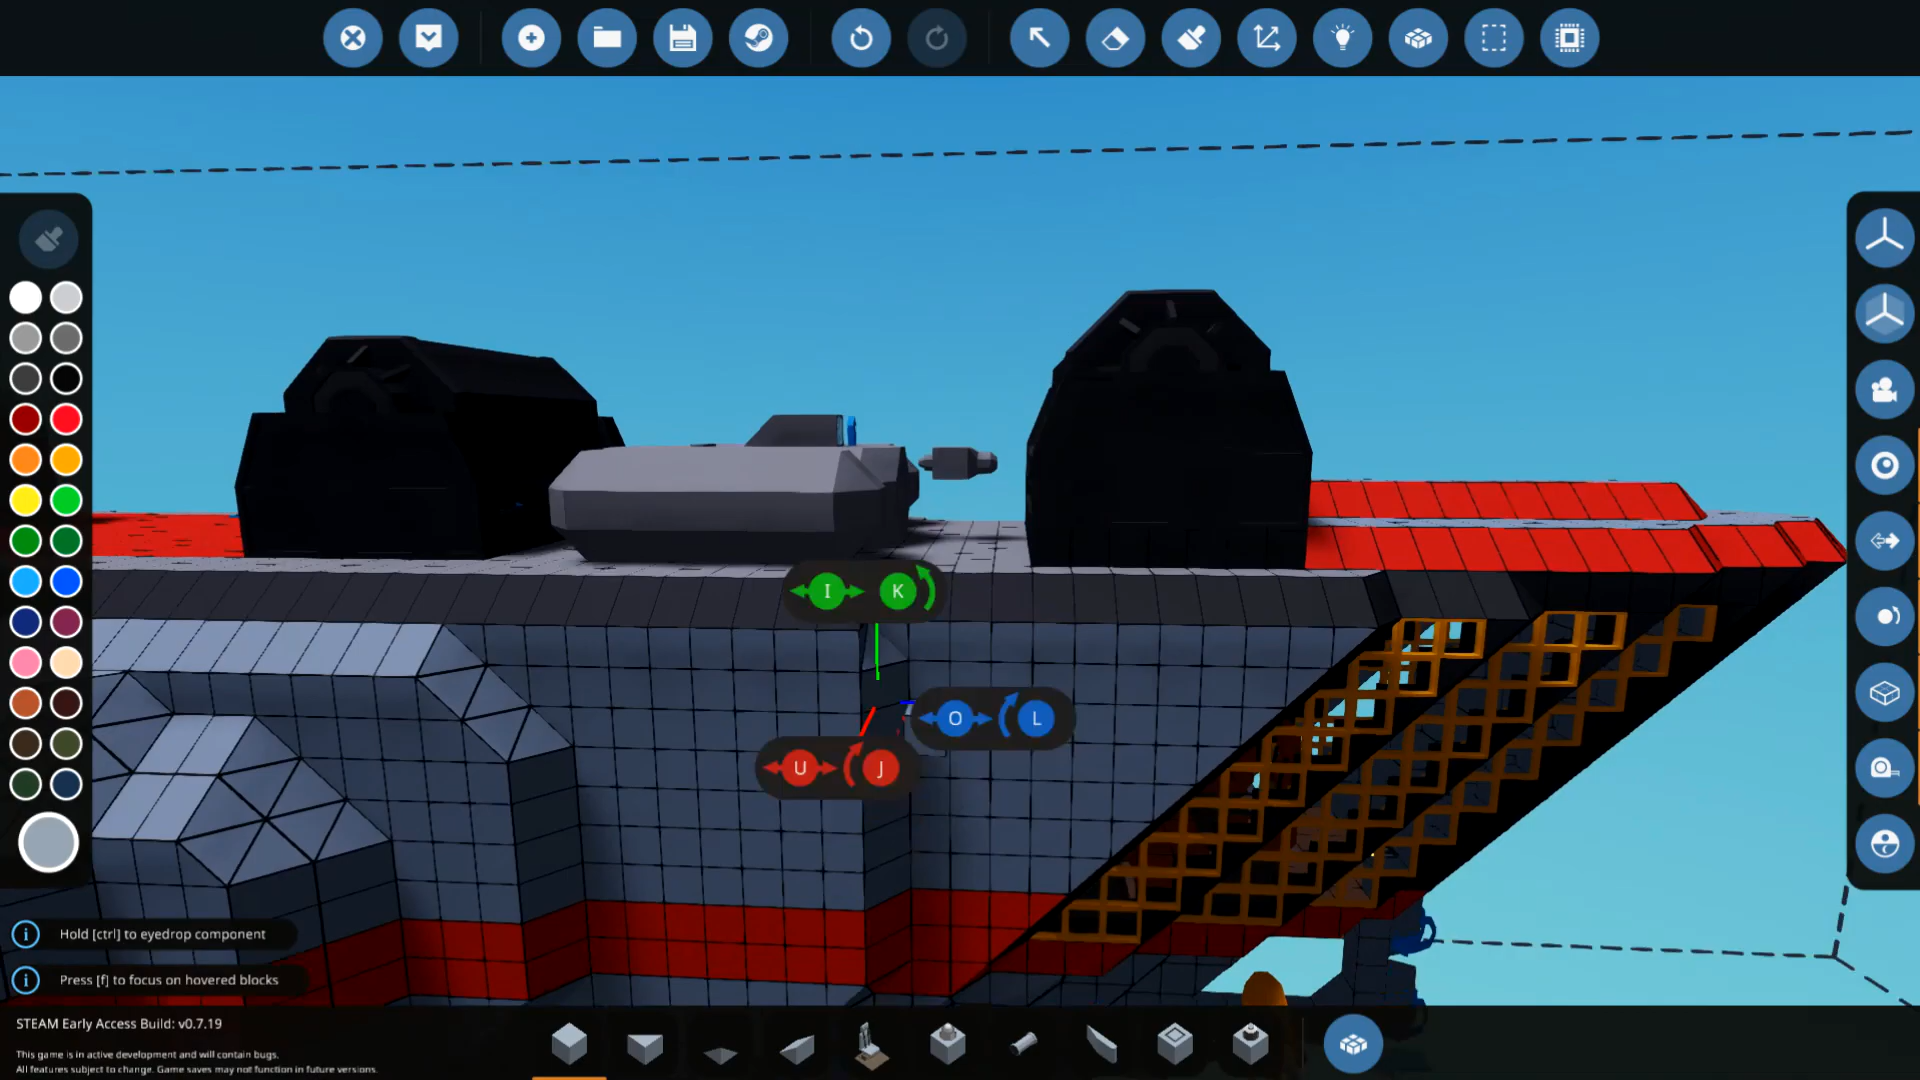 I K
O L
U J
Hold [ctrl] to eyedrop component
Press [f] to focus on hovered blocks
STEAM Early Access Build: v0.7.19
This game is in active development and will contain bugs.
All features subject to change. Game saves may not function in future versions.